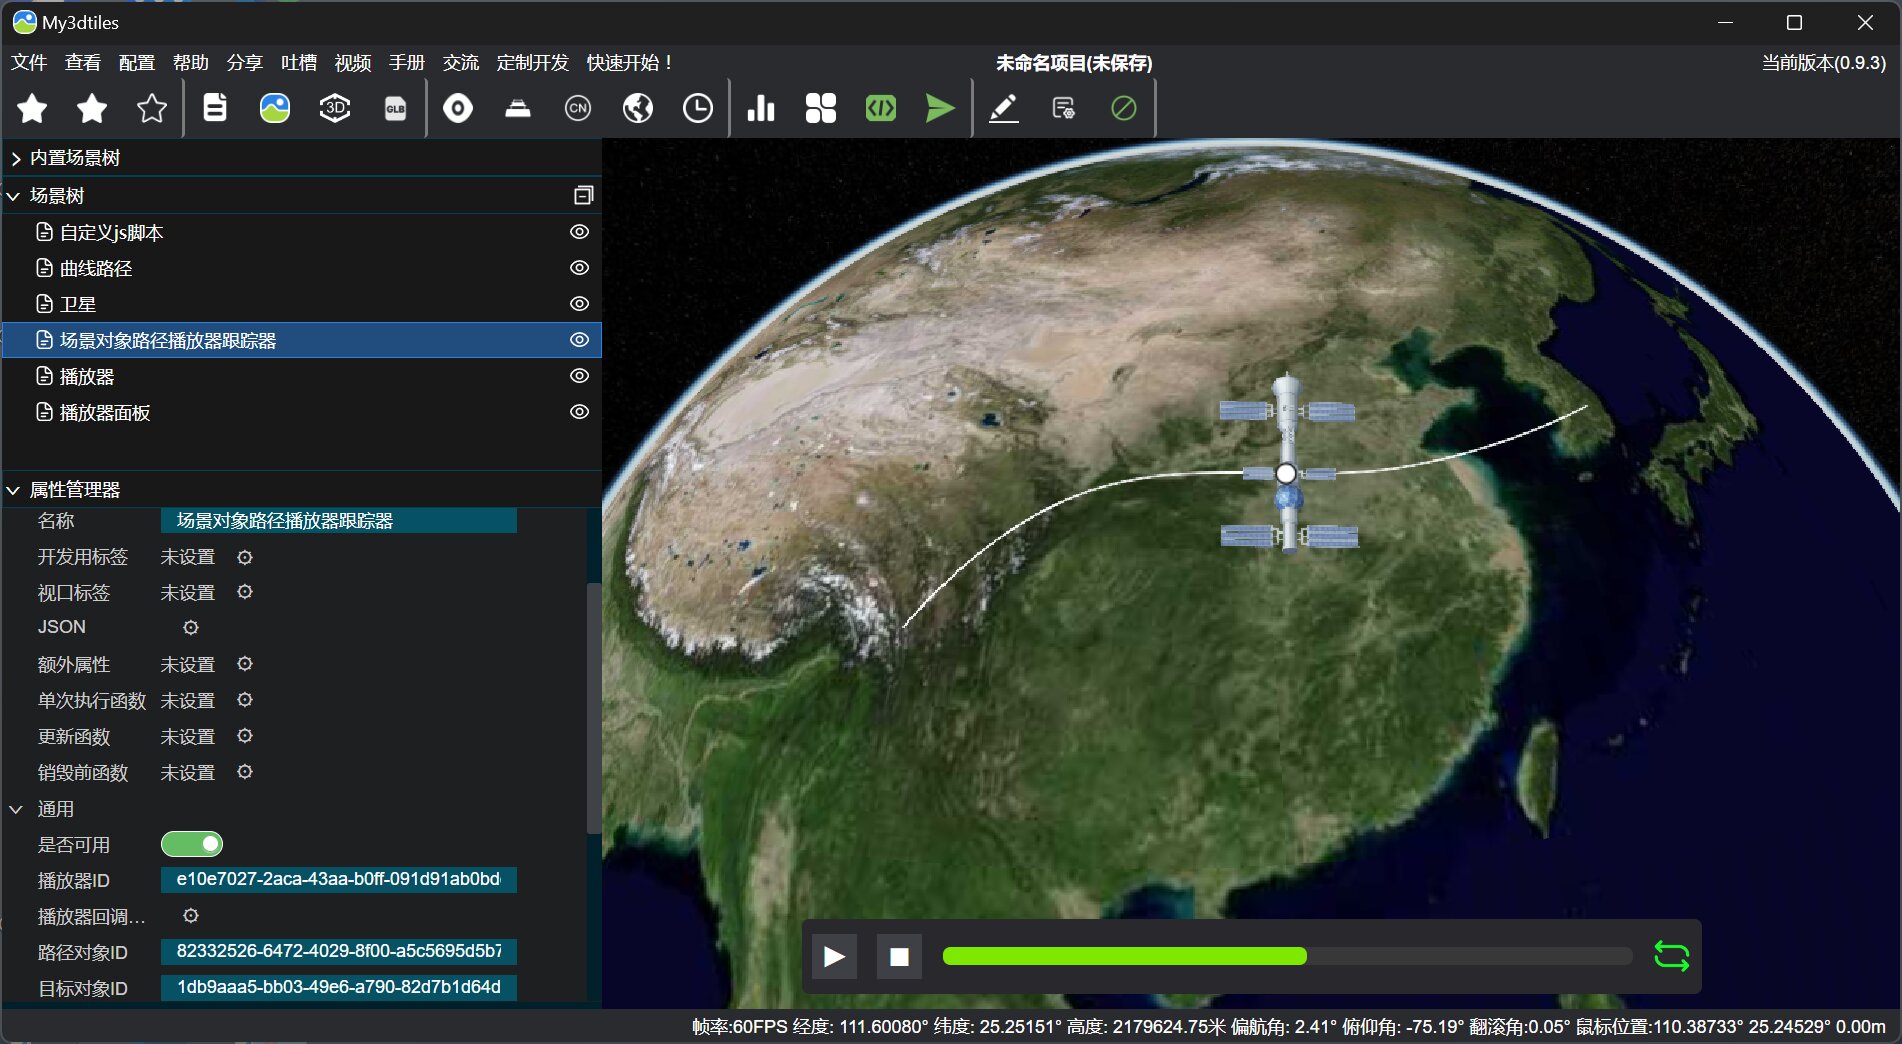 My3dtiles
文件 查看 配置 帮助 分享 吐槽 视频 手册 交流 定制开发 快速开始！ 未命名项目(未保存) 当前版本(0.9.3)
3D GLB CN
内置场景树
场景树
自定义js脚本
曲线路径
卫星
场景对象路径播放器跟踪器
播放器
播放器面板
属性管理器
名称 场景对象路径播放器跟踪器
开发用标签 未设置
视口标签 未设置
JSON
额外属性 未设置
单次执行函数 未设置
更新函数 未设置
销毁前函数 未设置
通用
是否可用
播放器ID e10e7027-2aca-43aa-b0ff-091d91ab0bd
播放器回调…
路径对象ID 82332526-6472-4029-8f00-a5c5695d5b7
目标对象ID 1db9aaa5-bb03-49e6-a790-82d7b1d64d
帧率:60FPS 经度: 111.60080° 纬度: 25.25151° 高度: 2179624.75米 偏航角: 2.41° 俯仰角: -75.19° 翻滚角:0.05° 鼠标位置:110.38733° 25.24529° 0.00m